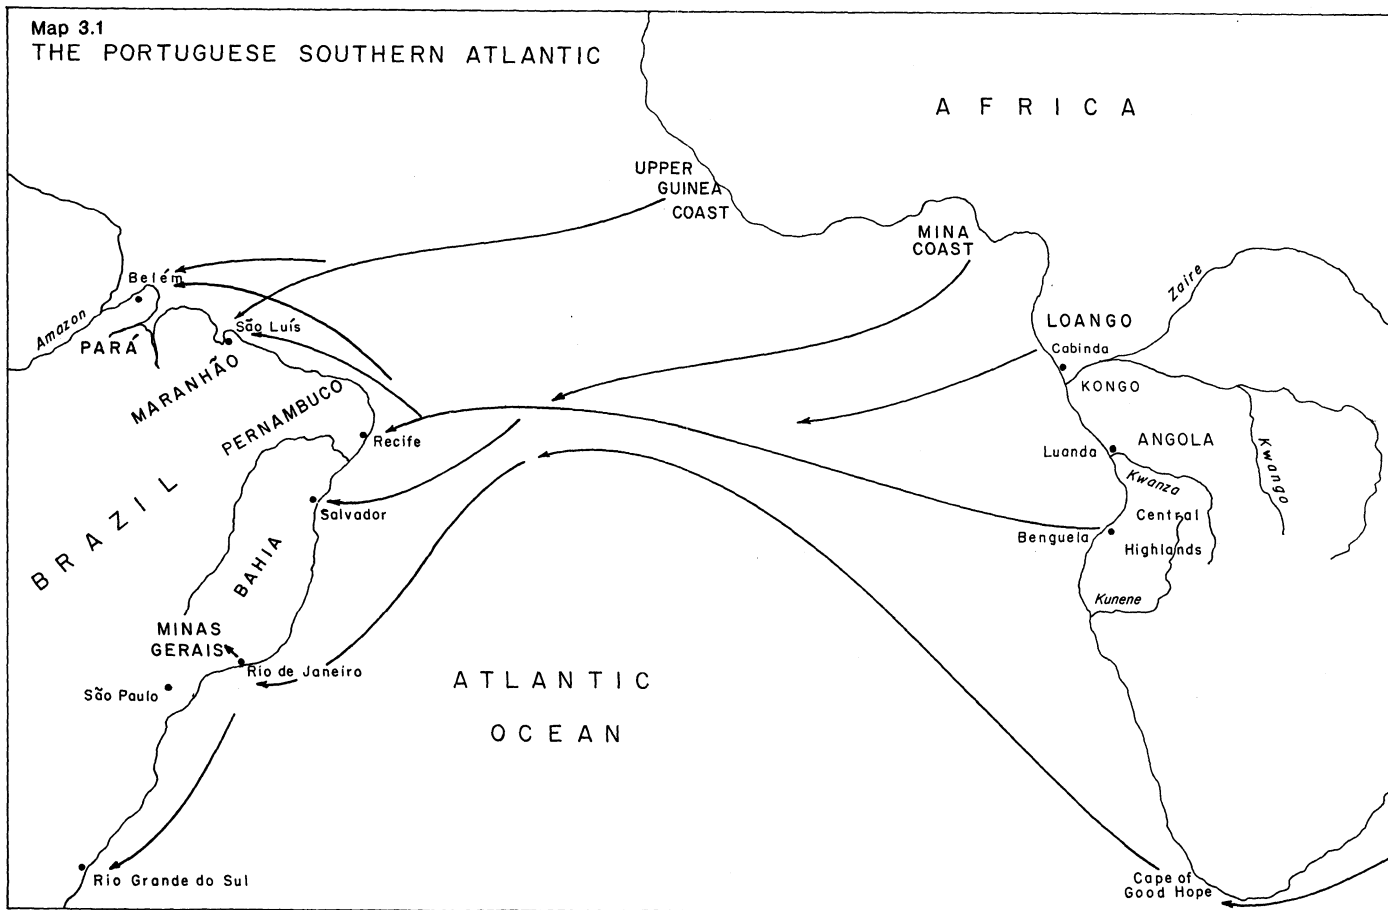 Map 3.1
THE PORTUGUESE SOUTHERN ATLANTIC
AFRICA
UPPER
GUINEA
COAST
MINA
COAST
Belém
Amazon
PARÁ
São Luís
MARANHÃO
PERNAMBUCO
Recife
BRAZIL
Salvador
BAHIA
MINAS
GERAIS
Rio de Janeiro
São Paulo
Rio Grande do Sul
ATLANTIC
OCEAN
Zaire
LOANGO
Cabinda
KONGO
Luanda
ANGOLA
Kwanza
Kwango
Benguela
Central
Highlands
Kunene
Cape of
Good Hope